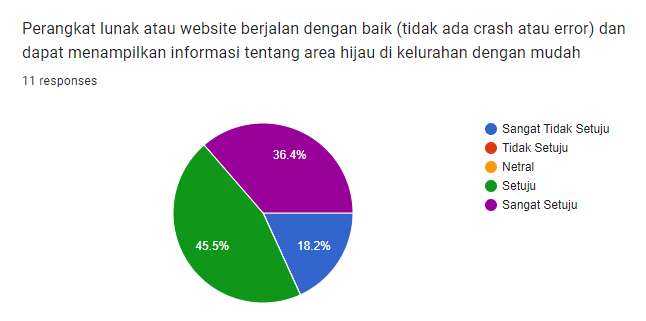 Perangkat lunak atau website berjalan dengan baik (tidak ada crash atau error) dan
dapat menampilkan informasi tentang area hijau di kelurahan dengan mudah
11 responses
36.4%
45.5%
18.2%
Sangat Tidak Setuju
Tidak Setuju
Netral
Setuju
Sangat Setuju